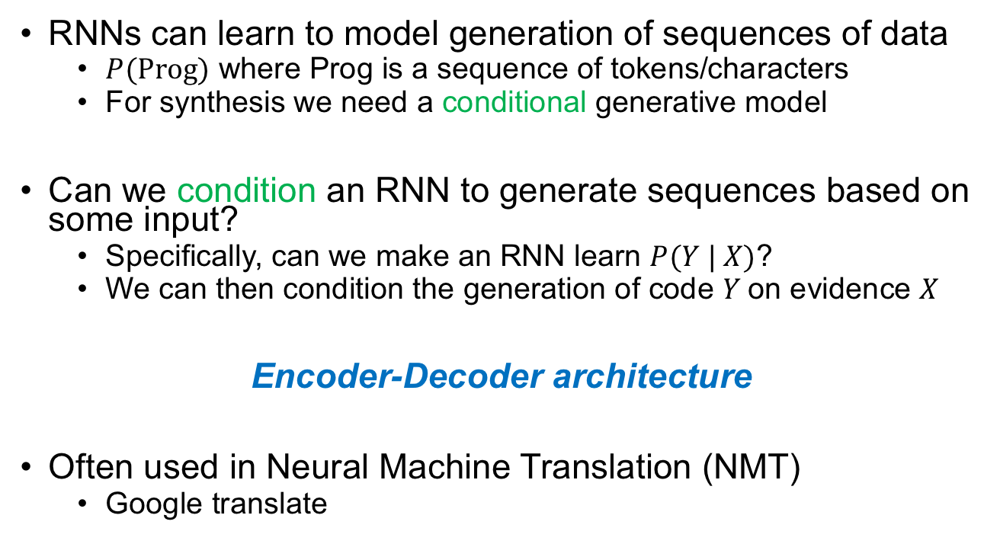 • RNNs can learn to model generation of sequences of data
• P(Prog) where Prog is a sequence of tokens/characters
• For synthesis we need a conditional generative model
• Can we condition an RNN to generate sequences based on
some input?
• Specifically, can we make an RNN learn P(Y | X)?
• We can then condition the generation of code Y on evidence X
Encoder-Decoder architecture
• Often used in Neural Machine Translation (NMT)
• Google translate